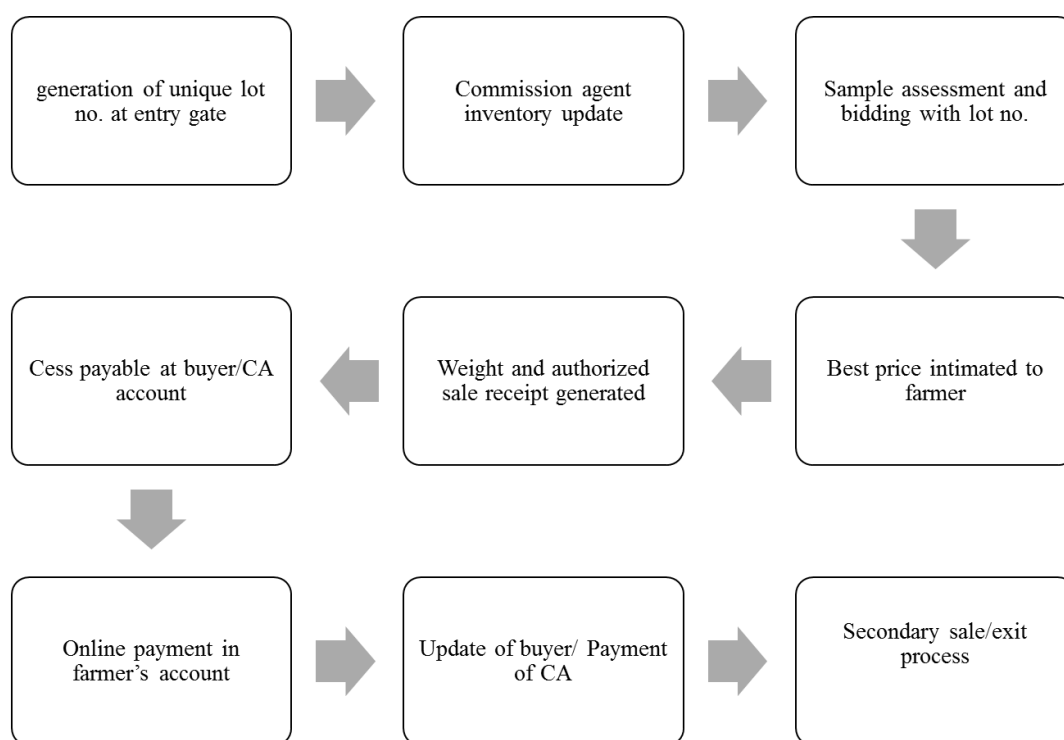 generation of unique lot
no. at entry gate
Commission agent
inventory update
Sample assessment and
bidding with lot no.
Best price intimated to
farmer
Weight and authorized
sale receipt generated
Cess payable at buyer/CA
account
Online payment in
farmer’s account
Update of buyer/ Payment
of CA
Secondary sale/exit
process